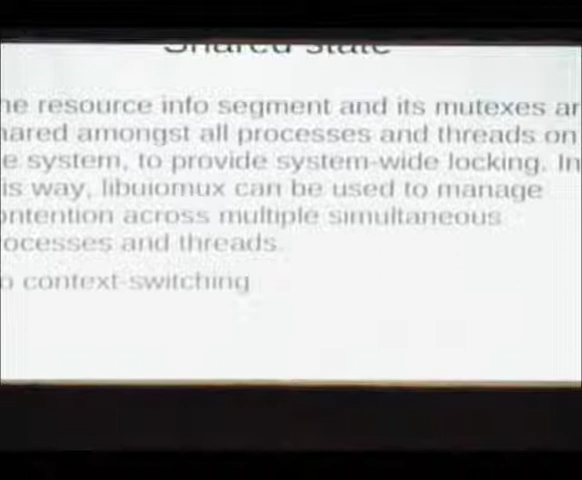 Shared state
he resource info segment and its mutexes ar
hared amongst all processes and threads on
e system, to provide system-wide locking. In
is way, libuiomux can be used to manage
ontention across multiple simultaneous
ocesses and threads.
o context-switching